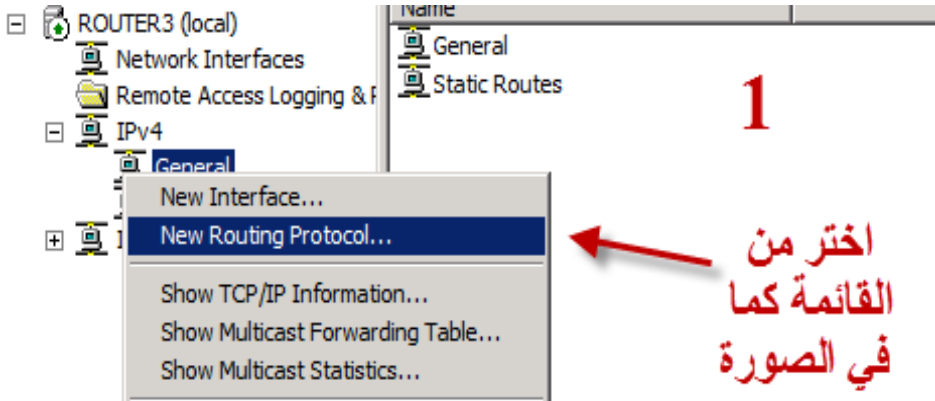 ROUTER3 (local)
Network Interfaces
Remote Access Logging &
IPv4
General
New Interface...
New Routing Protocol...
Show TCP/IP Information...
Show Multicast Forwarding Table...
Show Multicast Statistics...
Name
General
Static Routes
1
اختر من
القائمة كما
في الصورة